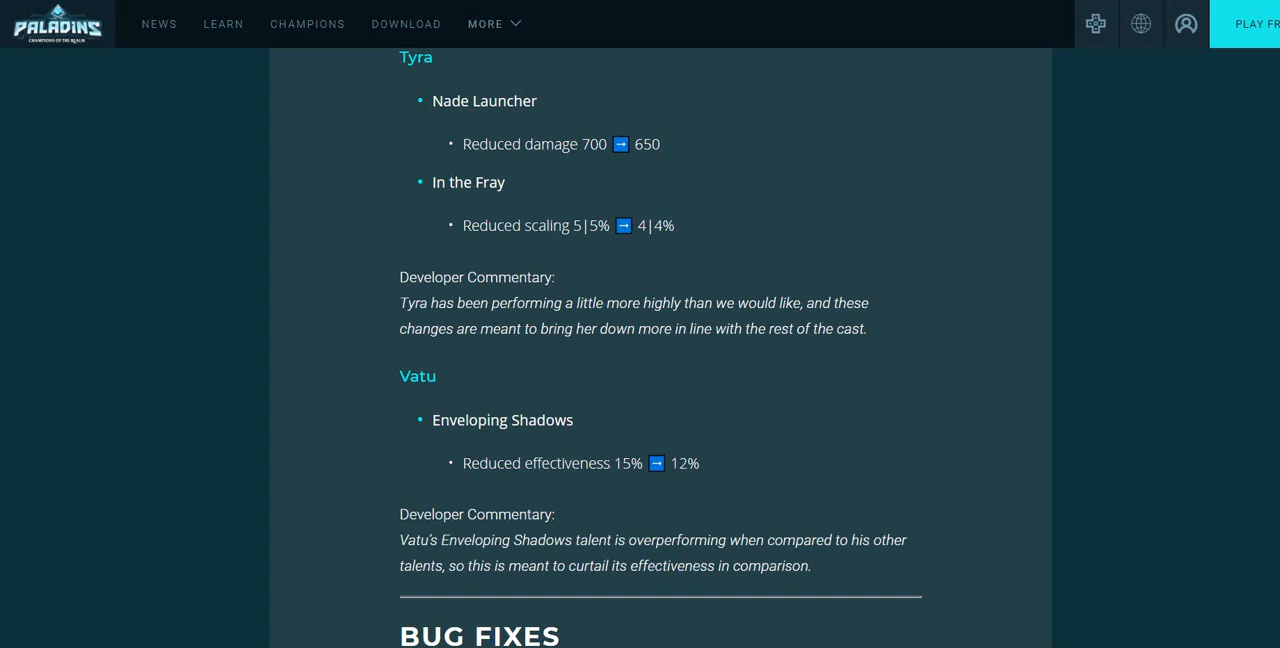 PALADINS
CHAMPIONS OF THE REALM
NEWS LEARN CHAMPIONS DOWNLOAD MORE PLAY FR
Tyra
• Nade Launcher
• Reduced damage 700 ➡ 650
• In the Fray
• Reduced scaling 5|5% ➡ 4|4%
Developer Commentary:
Tyra has been performing a little more highly than we would like, and these
changes are meant to bring her down more in line with the rest of the cast.
Vatu
• Enveloping Shadows
• Reduced effectiveness 15% ➡ 12%
Developer Commentary:
Vatu’s Enveloping Shadows talent is overperforming when compared to his other
talents, so this is meant to curtail its effectiveness in comparison.
BUG FIXES